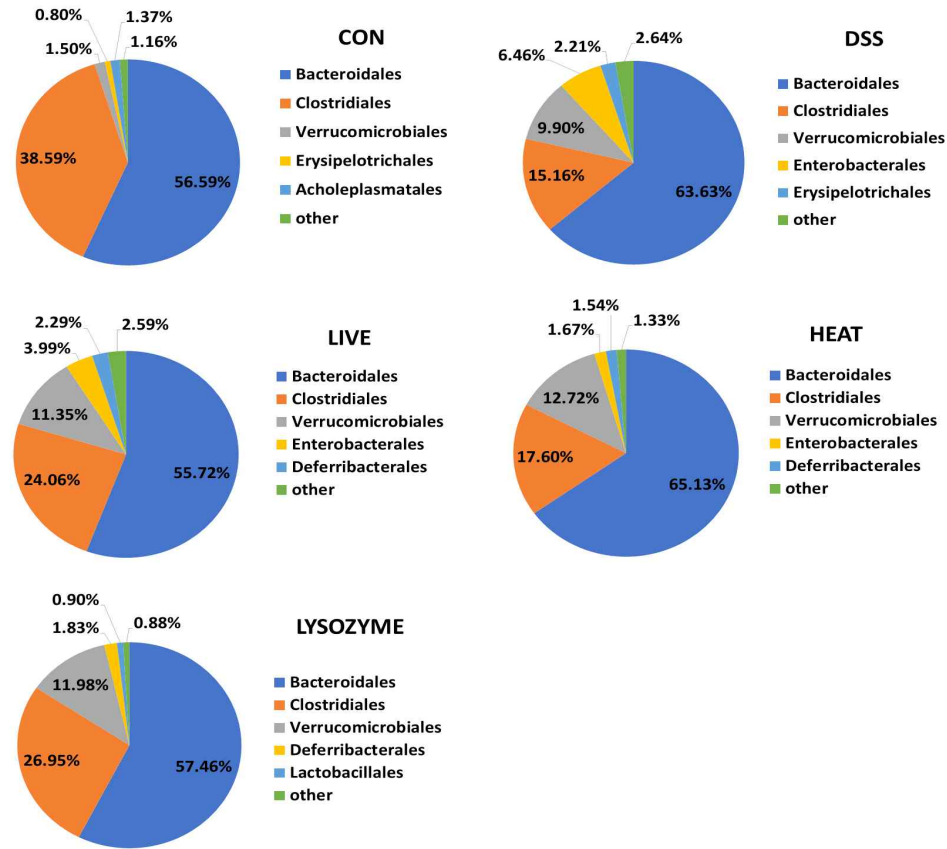 CON
0.80%
1.37%
1.50%
1.16%
38.59%
56.59%
Bacteroidales
Clostridiales
Verrucomicrobiales
Erysipelotrichales
Acholeplasmatales
other
DSS
6.46%
2.21%
2.64%
9.90%
15.16%
63.63%
Bacteroidales
Clostridiales
Verrucomicrobiales
Enterobacterales
Erysipelotrichales
other
LIVE
2.29%
2.59%
3.99%
11.35%
24.06%
55.72%
Bacteroidales
Clostridiales
Verrucomicrobiales
Enterobacterales
Deferribacterales
other
HEAT
1.54%
1.67%
1.33%
12.72%
17.60%
65.13%
Bacteroidales
Clostridiales
Verrucomicrobiales
Enterobacterales
Deferribacterales
other
LYSOZYME
0.90%
1.83%
0.88%
11.98%
26.95%
57.46%
Bacteroidales
Clostridiales
Verrucomicrobiales
Deferribacterales
Lactobacillales
other